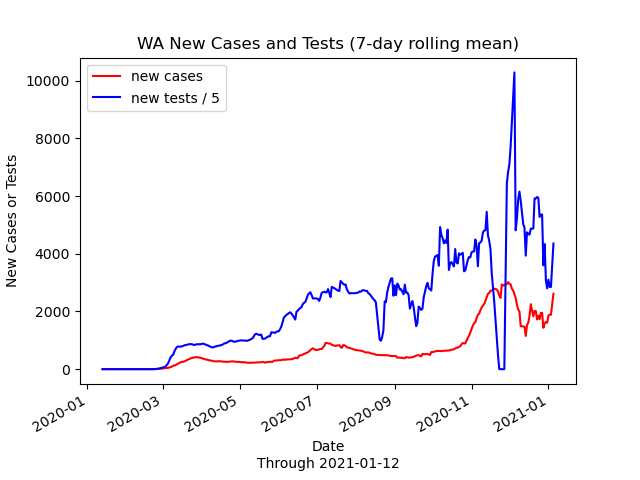 WA New Cases and Tests (7-day rolling mean)
new cases
new tests / 5
New Cases or Tests
10000
8000
6000
4000
2000
0
2020-01
2020-03
2020-05
2020-07
2020-09
2020-11
2021-01
Date
Through 2021-01-12